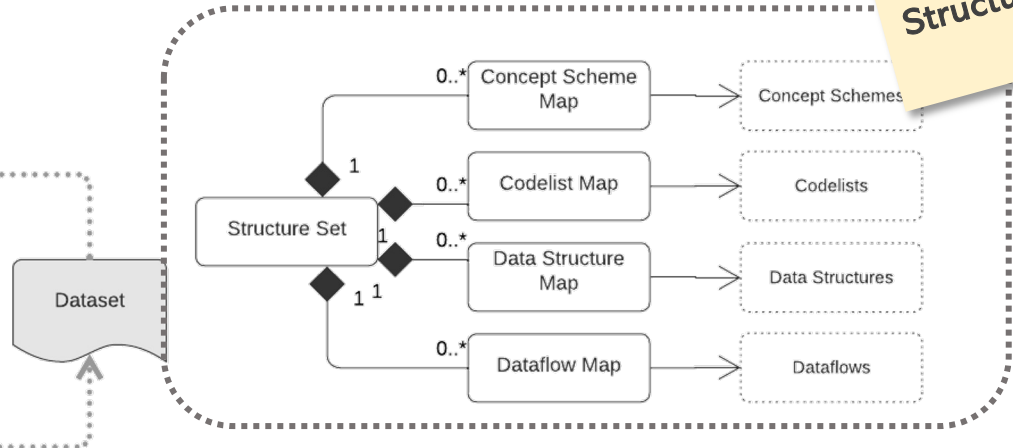 Structu
0..*
Concept Scheme
Map
Concept Schemes
1
0..*
Codelist Map
Codelists
Structure Set
1
0..*
Data Structure
Map
Data Structures
Dataset
1
1
0..*
Dataflow Map
Dataflows